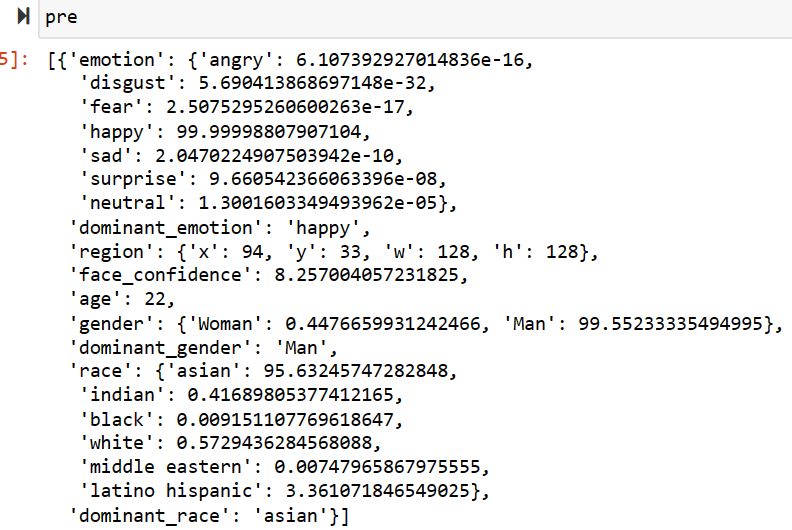 pre
5]: [{'emotion': {'angry': 6.107392927014836e-16,
'disgust': 5.690413868697148e-32,
'fear': 2.5075295260600263e-17,
'happy': 99.99998807907104,
'sad': 2.0470224907503942e-10,
'surprise': 9.660542366063396e-08,
'neutral': 1.3001603349493962e-05},
'dominant_emotion': 'happy',
'region': {'x': 94, 'y': 33, 'w': 128, 'h': 128},
'face_confidence': 8.257004057231825,
'age': 22,
'gender': {'Woman': 0.4476659931242466, 'Man': 99.55233335494995},
'dominant_gender': 'Man',
'race': {'asian': 95.63245747282848,
'indian': 0.41689805377412165,
'black': 0.009151107769618647,
'white': 0.5729436284568088,
'middle eastern': 0.00747965867975555,
'latino hispanic': 3.361071846549025},
'dominant_race': 'asian'}]